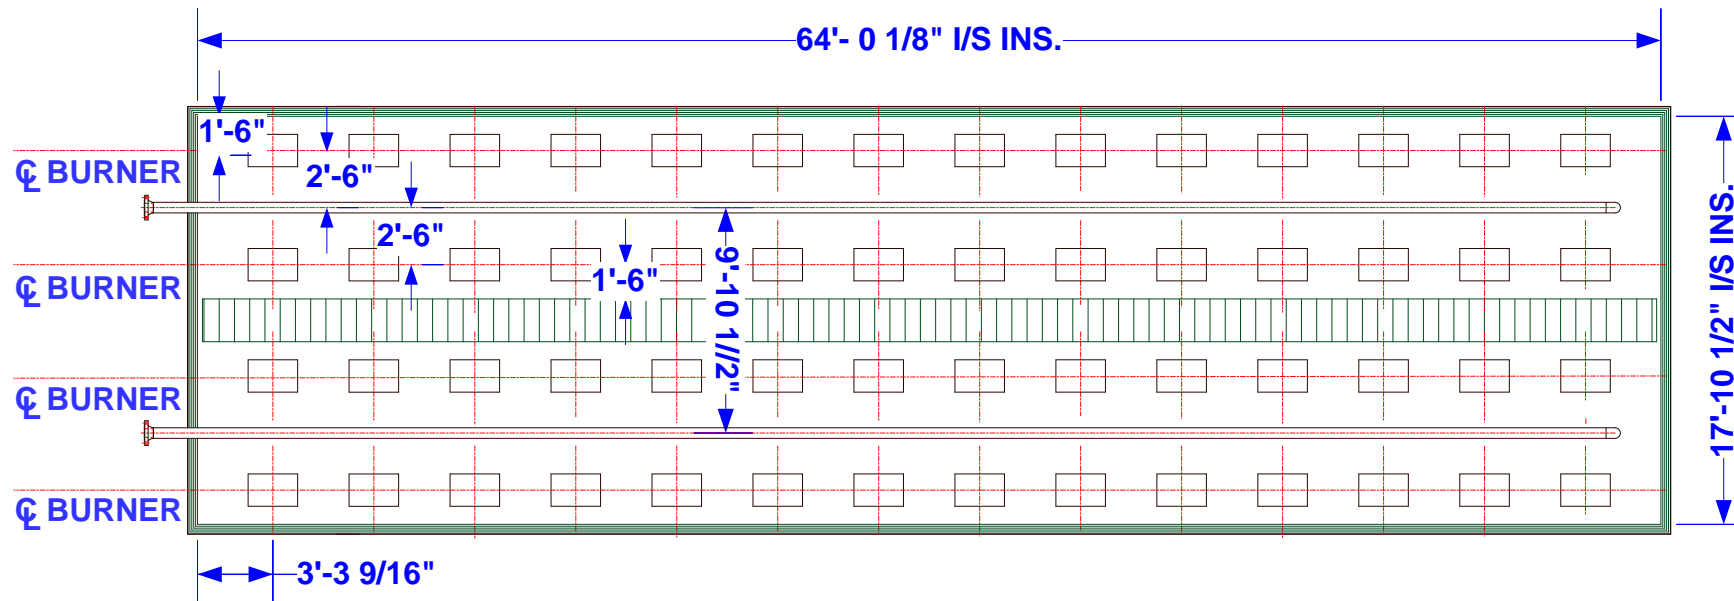 64'- 0 1/8" I/S INS.
1'-6"
℄ BURNER
2'-6"
2'-6"
1'-6"
℄ BURNER
9'-10 1//2"
17'-10 1/2" I/S INS.
℄ BURNER
℄ BURNER
3'-3 9/16"